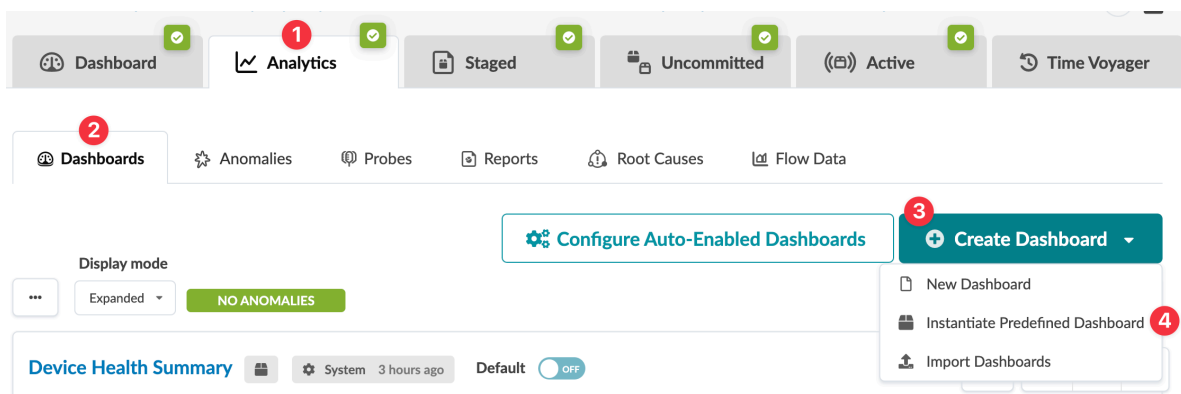 1
Dashboard Analytics Staged Uncommitted Active Time Voyager
2
Dashboards Anomalies Probes Reports Root Causes Flow Data
3
Configure Auto-Enabled Dashboards Create Dashboard
Display mode
New Dashboard
••• Expanded NO ANOMALIES
Instantiate Predefined Dashboard 4
Import Dashboards
Device Health Summary System 3 hours ago Default OFF